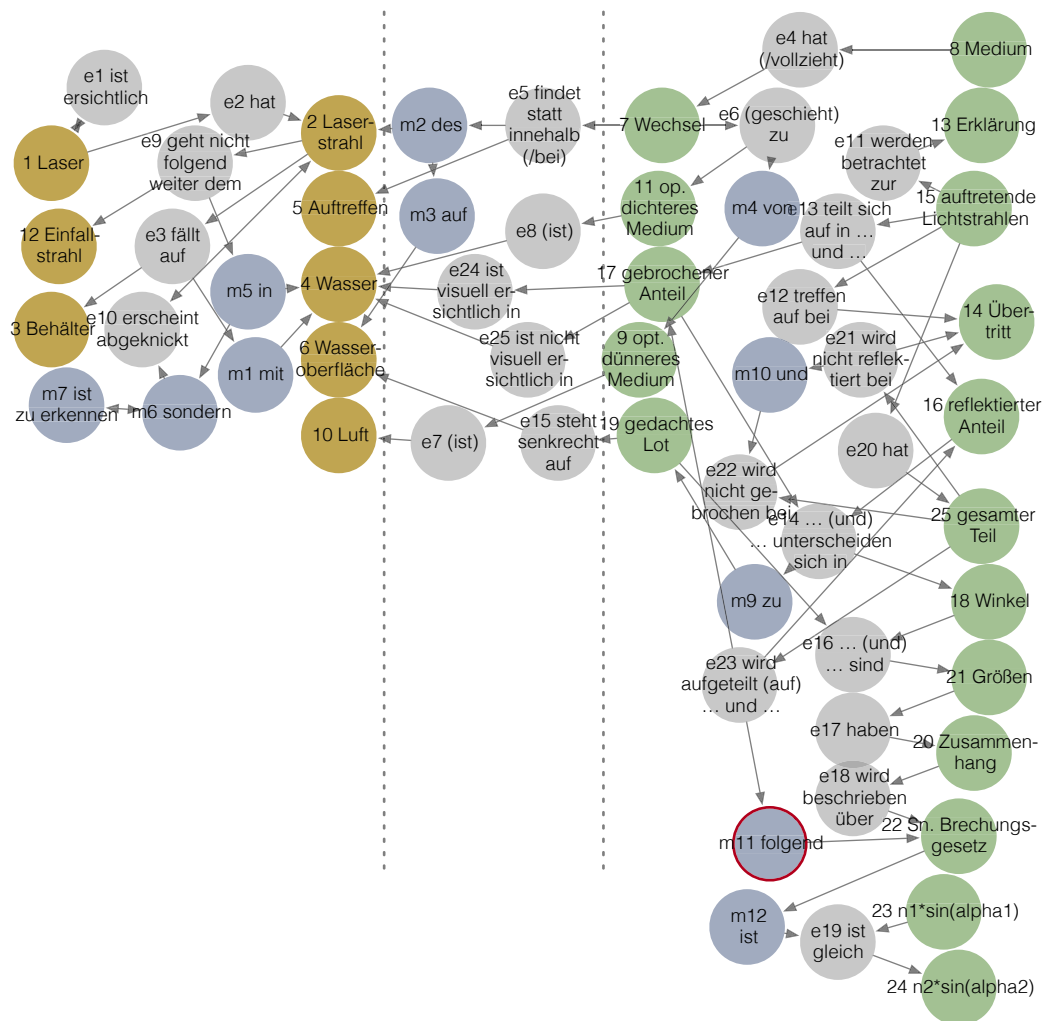 e1 ist
ersichtlich
e2 hat
1 Laser
e9 geht nicht
folgend
weiter dem
2 Laser-
strahl
12 Einfall-
strahl
e3 fällt
auf
5 Auftreffen
3 Behälter
e10 erscheint
abgeknickt
m5 in
4 Wasser
m7 ist
zu erkennen
m6 sondern
m1 mit
6 Wasser-
oberfläche
10 Luft
m2 des
e5 findet
statt
innehalb
(/bei)
m3 auf
e8 (ist)
e24 ist
visuell er-
sichtlich in
e25 ist nicht
visuell er-
sichtlich in
e7 (ist)
e15 steht
senkrecht
auf
e4 hat
(/vollzieht)
8 Medium
7 Wechsel
e6 (geschieht)
zu
13 Erklärung
e11 werden
betrachtet
zur
11 op.
dichteres
Medium
m4 von
e13 teilt sich
auf in ...
und ...
15 auftretende
Lichtstrahlen
17 gebrochener
Anteil
e12 treffen
auf bei
14 Über-
tritt
9 opt.
dünneres
Medium
m10 und
e21 wird
nicht reflek-
tiert bei
19 gedachtes
Lot
16 reflektierter
Anteil
e20 hat
e22 wird
nicht ge-
brochen bei
e14 ... (und)
... unterscheiden
sich in
25 gesamter
Teil
m9 zu
18 Winkel
e16 ... (und)
... sind
e23 wird
aufgeteilt (auf)
... und ...
21 Größen
e17 haben
20 Zusammen-
hang
e18 wird
beschrieben
über
m11 folgend
22 Sn. Brechungs-
gesetz
m12
ist
e19 ist
gleich
23 n1*sin(alpha1)
24 n2*sin(alpha2)